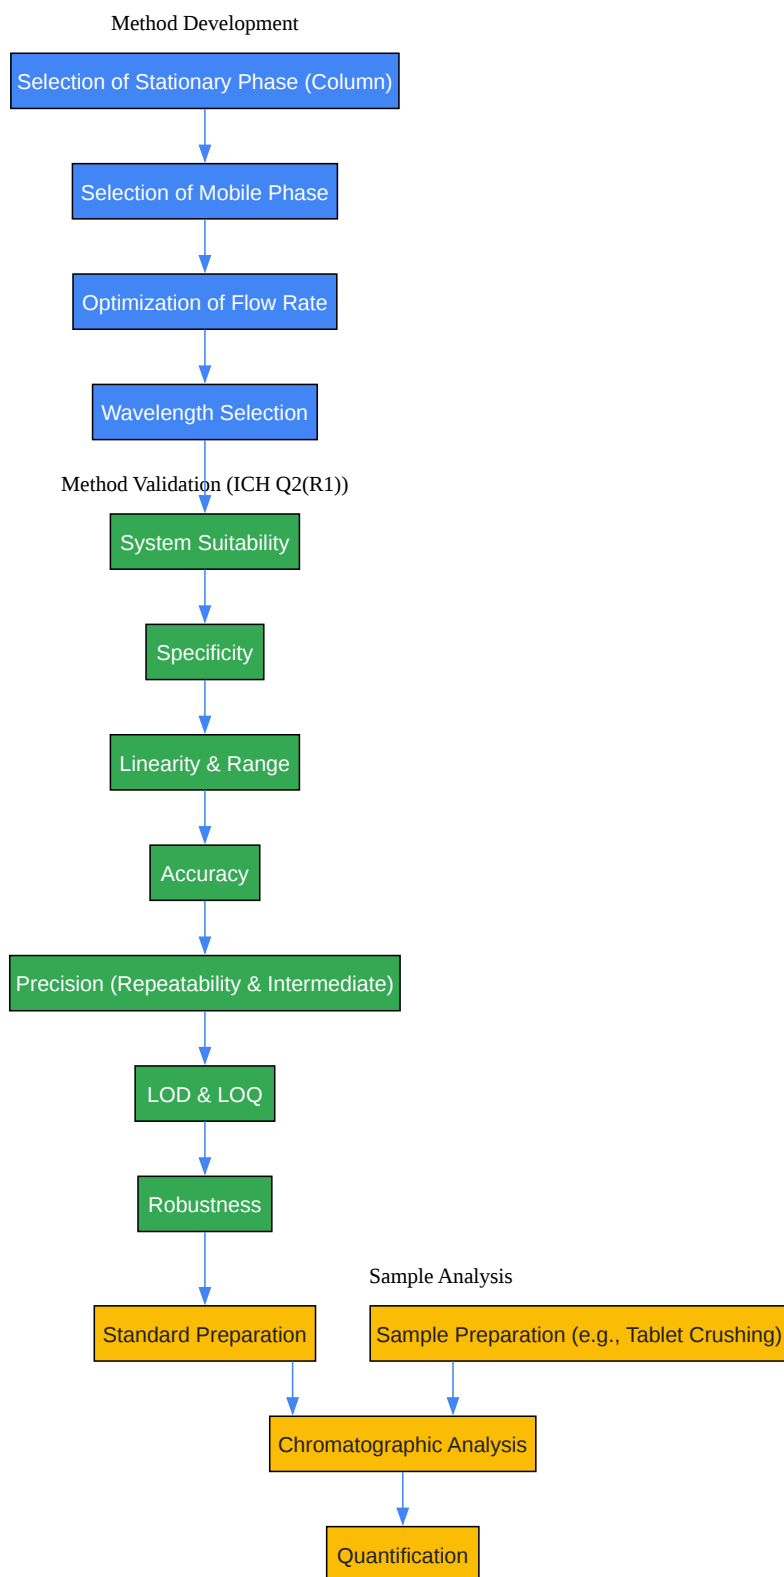 Method Development
Selection of Stationary Phase (Column)
Selection of Mobile Phase
Optimization of Flow Rate
Wavelength Selection
Method Validation (ICH Q2(R1))
System Suitability
Specificity
Linearity & Range
Accuracy
Precision (Repeatability & Intermediate)
LOD & LOQ
Robustness
Sample Analysis
Standard Preparation
Sample Preparation (e.g., Tablet Crushing)
Chromatographic Analysis
Quantification